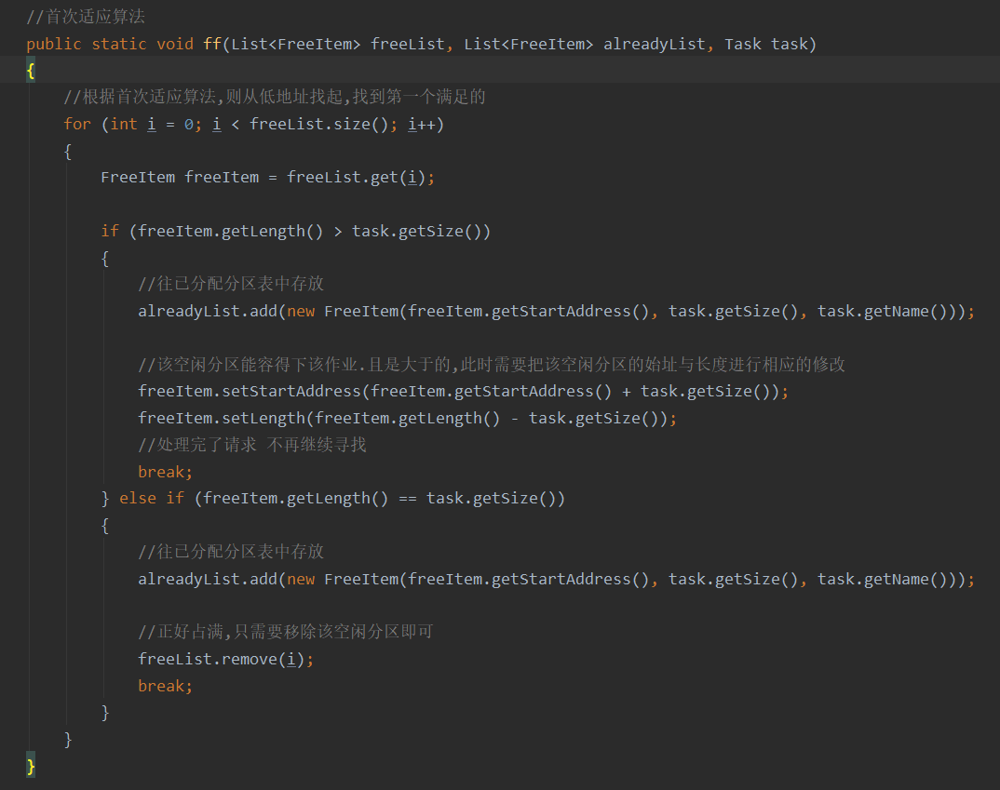 //首次适应算法
public static void ff(List<FreeItem> freeList, List<FreeItem> alreadyList, Task task)
{
//根据首次适应算法,则从低地址找起,找到第一个满足的
for (int i = 0; i < freeList.size(); i++)
{
FreeItem freeItem = freeList.get(i);
if (freeItem.getLength() > task.getSize())
{
//往已分配分区表中存放
alreadyList.add(new FreeItem(freeItem.getStartAddress(), task.getSize(), task.getName()));
//该空闲分区能容得下该作业.且是大于的,此时需要把该空闲分区的始址与长度进行相应的修改
freeItem.setStartAddress(freeItem.getStartAddress() + task.getSize());
freeItem.setLength(freeItem.getLength() - task.getSize());
//处理完了请求 不再继续寻找
break;
} else if (freeItem.getLength() == task.getSize())
{
//往已分配分区表中存放
alreadyList.add(new FreeItem(freeItem.getStartAddress(), task.getSize(), task.getName()));
//正好占满,只需要移除该空闲分区即可
freeList.remove(i);
break;
}
}
}